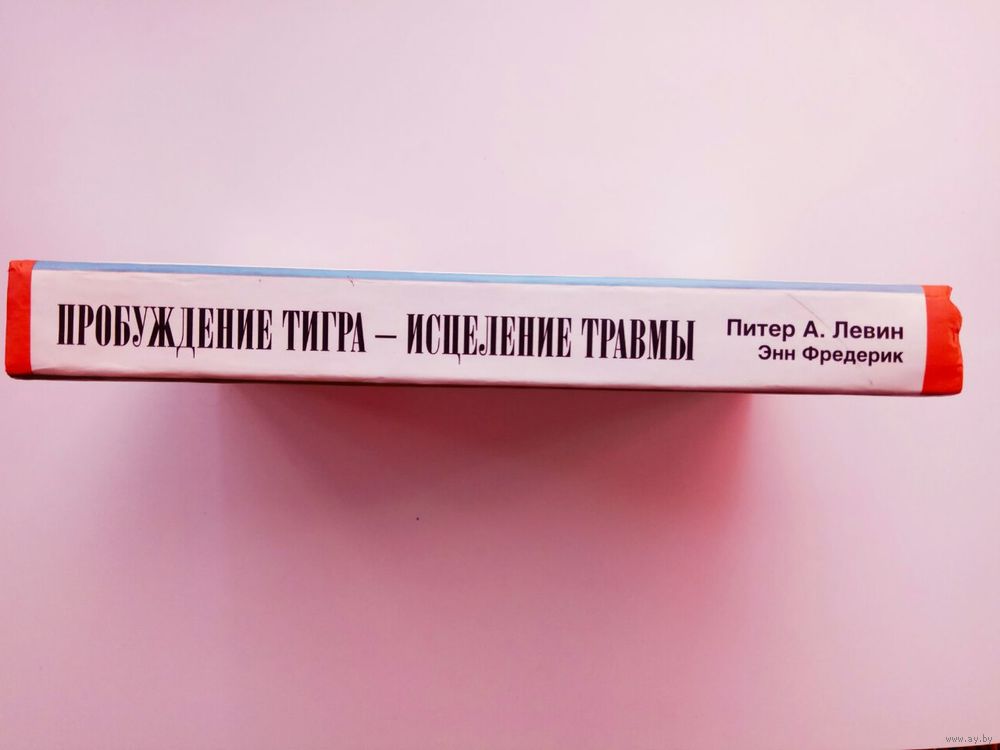 ПРОБУЖДЕНИЕ ТИГРА – ИСЦЕЛЕНИЕ ТРАВМЫ
Питер А. Левин
Энн Фредерик
www.ay.by